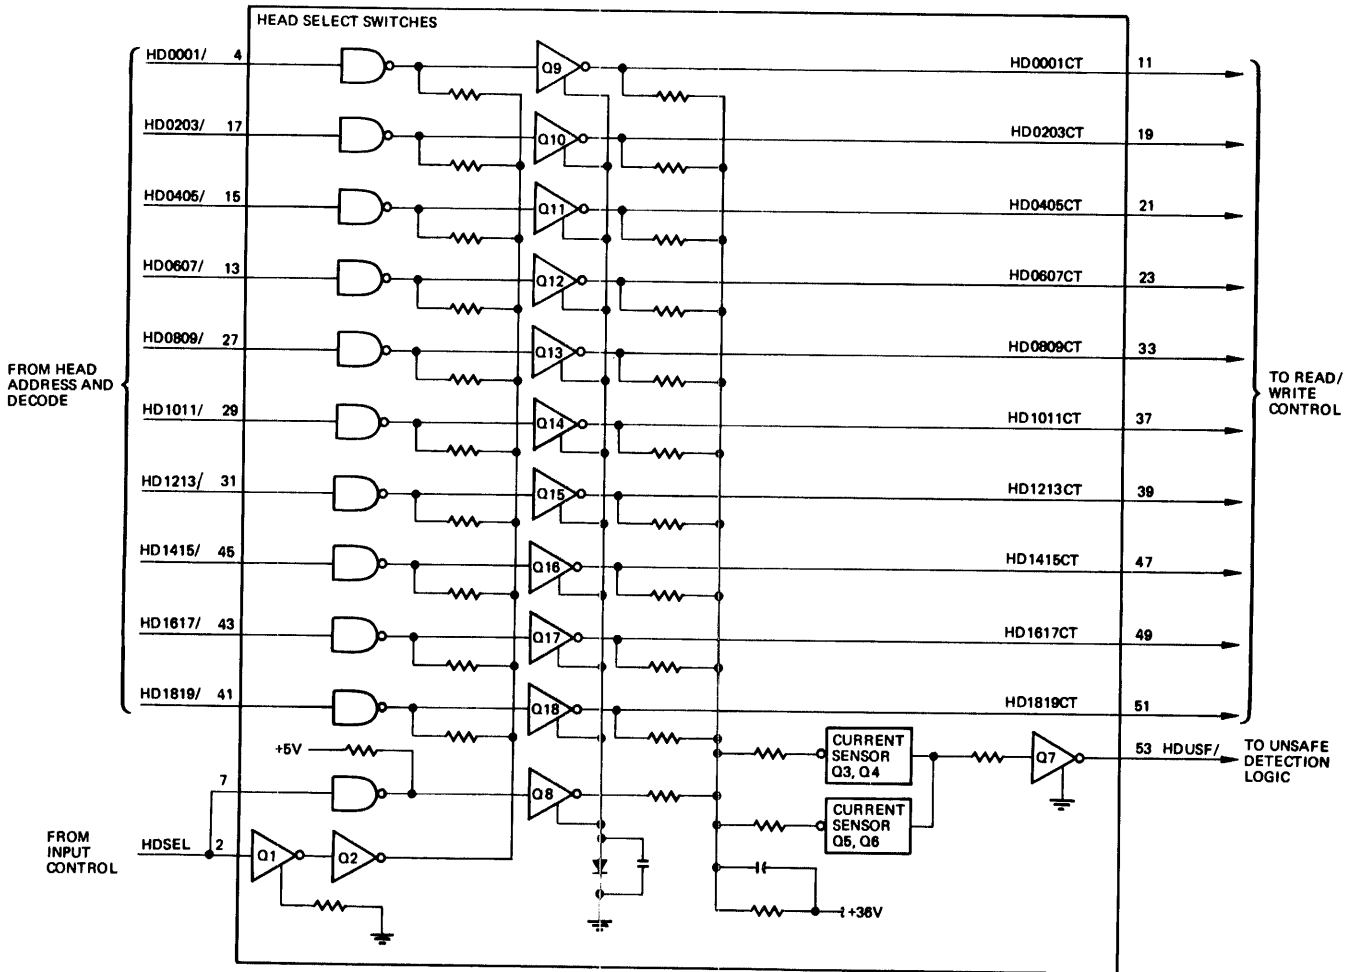 HEAD SELECT SWITCHES
HD0001/ 4 Q9 HD0001CT 11
HD0203/ 17 Q10 HD0203CT 19
HD0405/ 15 Q11 HD0405CT 21
HD0607/ 13 Q12 HD0607CT 23
HD0809/ 27 Q13 HD0809CT 33
FROM HEAD
ADDRESS AND
DECODE
TO READ/
WRITE
CONTROL
HD1011/ 29 Q14 HD1011CT 37
HD1213/ 31 Q15 HD1213CT 39
HD1415/ 45 Q16 HD1415CT 47
HD1617/ 43 Q17 HD1617CT 49
HD1819/ 41 Q18 HD1819CT 51
+5V
CURRENT
SENSOR
Q3, Q4
Q7
53 HDUSF/
TO UNSAFE
DETECTION
LOGIC
7
Q8
CURRENT
SENSOR
Q5, Q6
FROM
INPUT
CONTROL
HDSEL 2 Q1 Q2
+36V